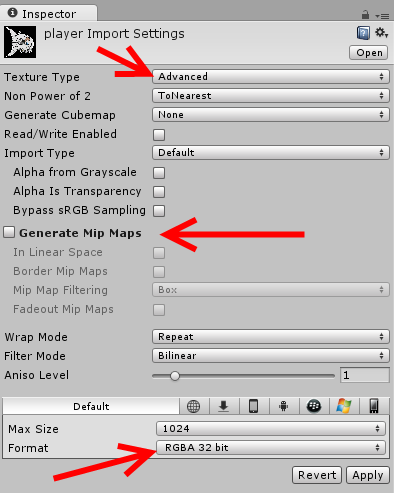 Inspector
player Import Settings
Open
Texture Type Advanced
Non Power of 2 ToNearest
Generate Cubemap None
Read/Write Enabled
Import Type Default
Alpha from Grayscale
Alpha Is Transparency
Bypass sRGB Sampling
Generate Mip Maps
In Linear Space
Border Mip Maps
Mip Map Filtering Box
Fadeout Mip Maps
Wrap Mode Repeat
Filter Mode Bilinear
Aniso Level 1
Default
Max Size 1024
Format RGBA 32 bit
Revert Apply